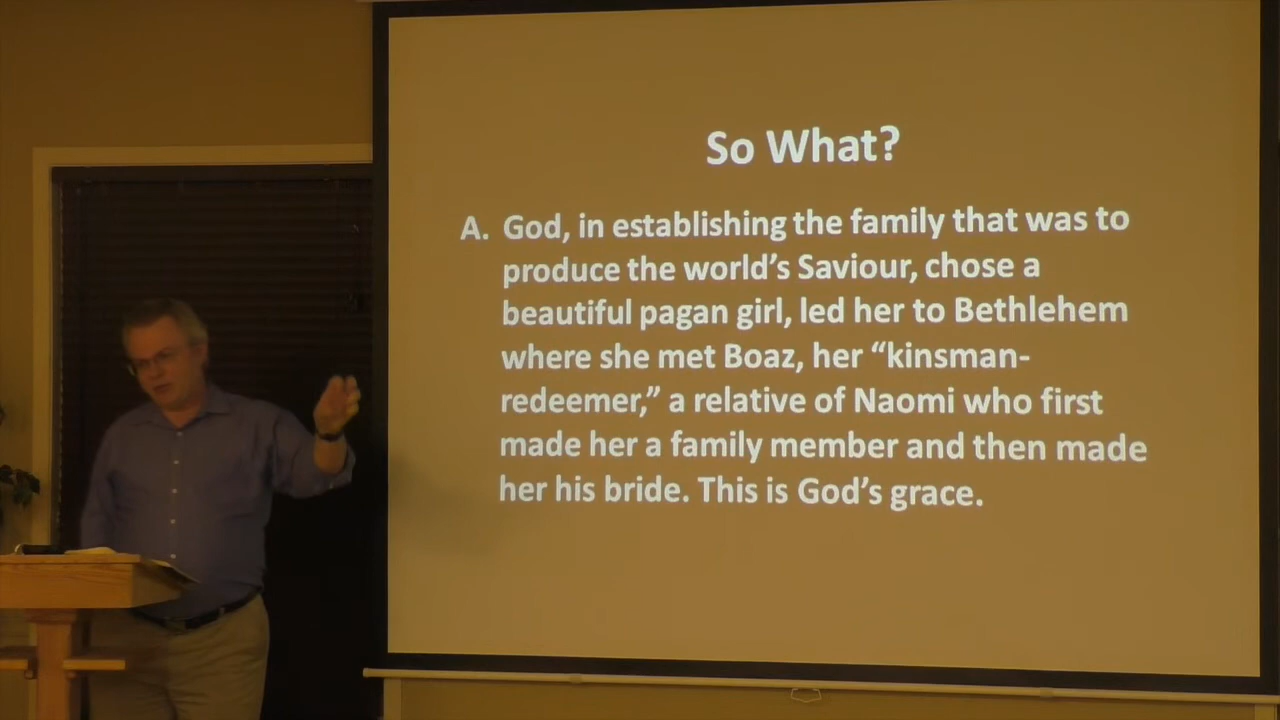 So What?
A. God, in establishing the family that was to
produce the world’s Saviour, chose a
beautiful pagan girl, led her to Bethlehem
where she met Boaz, her “kinsman-
redeemer,” a relative of Naomi who first
made her a family member and then made
her his bride. This is God’s grace.